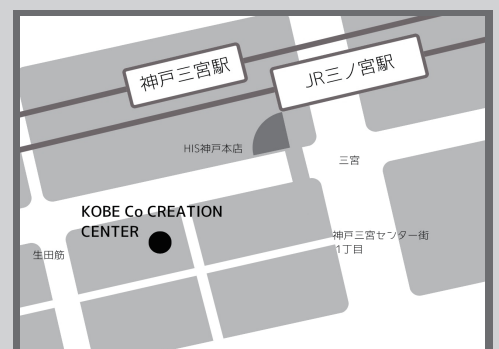 神戸三宮駅
JR三ノ宮駅
HIS神戸本店
三宮
KOBE Co CREATION
CENTER
神戸三宮センター街
1丁目
生田筋